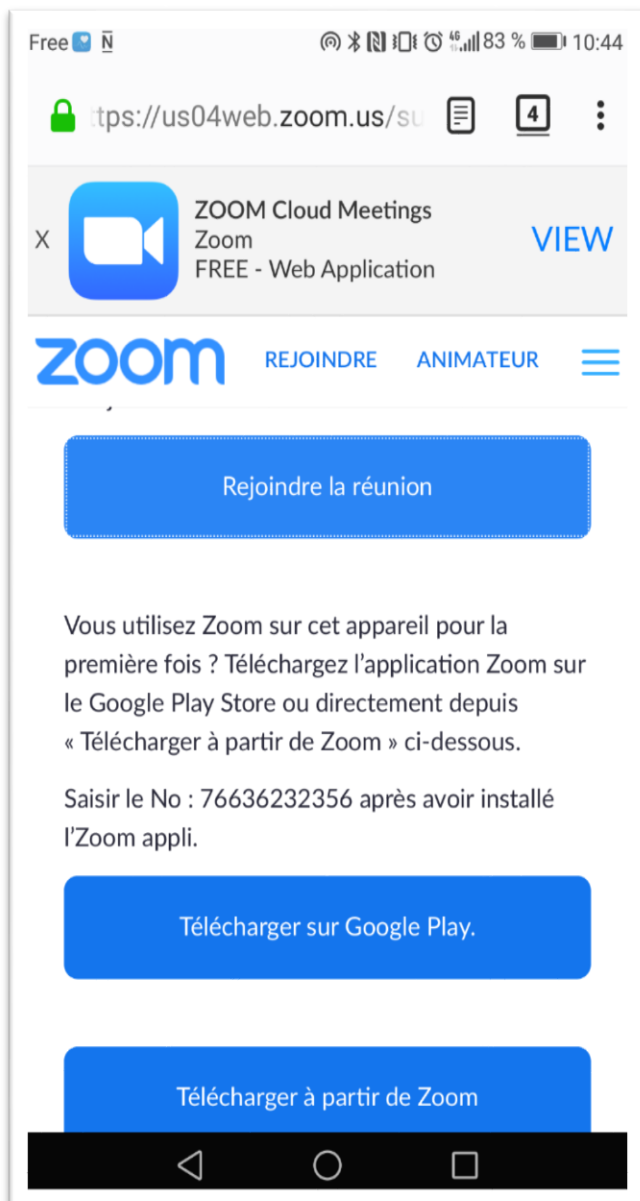 Free N 4G 83 % 10:44
ttps://us04web.zoom.us/su 4
X
ZOOM Cloud Meetings
Zoom
FREE - Web Application
VIEW
zoom REJOINDRE ANIMATEUR
Rejoindre la réunion
Vous utilisez Zoom sur cet appareil pour la
première fois ? Téléchargez l’application Zoom sur
le Google Play Store ou directement depuis
« Télécharger à partir de Zoom » ci-dessous.
Saisir le No : 76636232356 après avoir installé
l’Zoom appli.
Télécharger sur Google Play.
Télécharger à partir de Zoom